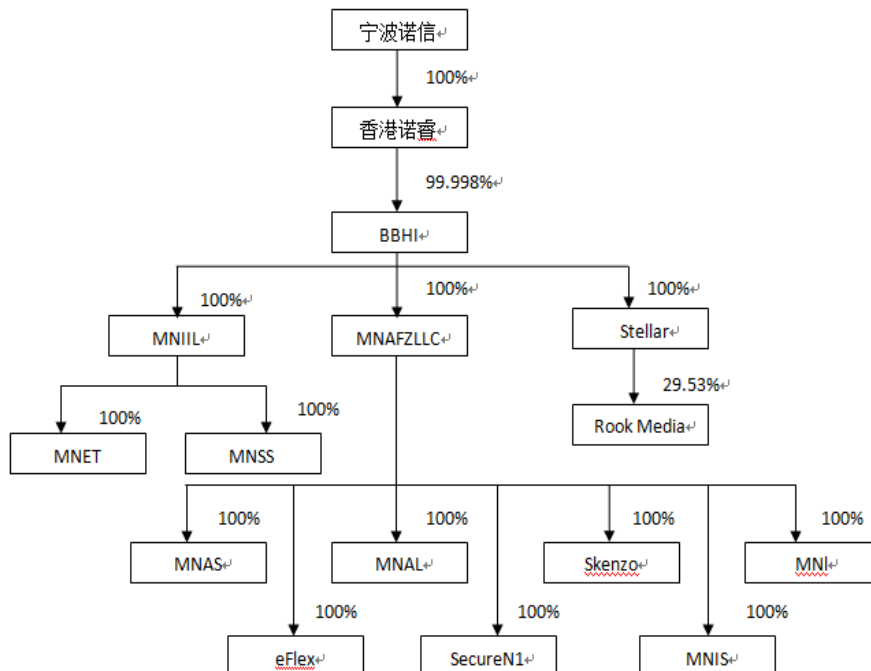 宁波诺信
100%
香港诺睿
99.998%
BBHI
100%
100%
100%
MNIIL
MNAFZLLC
Stellar
29.53%
100%
100%
Rook Media
MNET
MNSS
100%
100%
100%
100%
MNAS
MNAL
Skenzo
MNl
100%
100%
100%
eFlex
SecureN1
MNIS